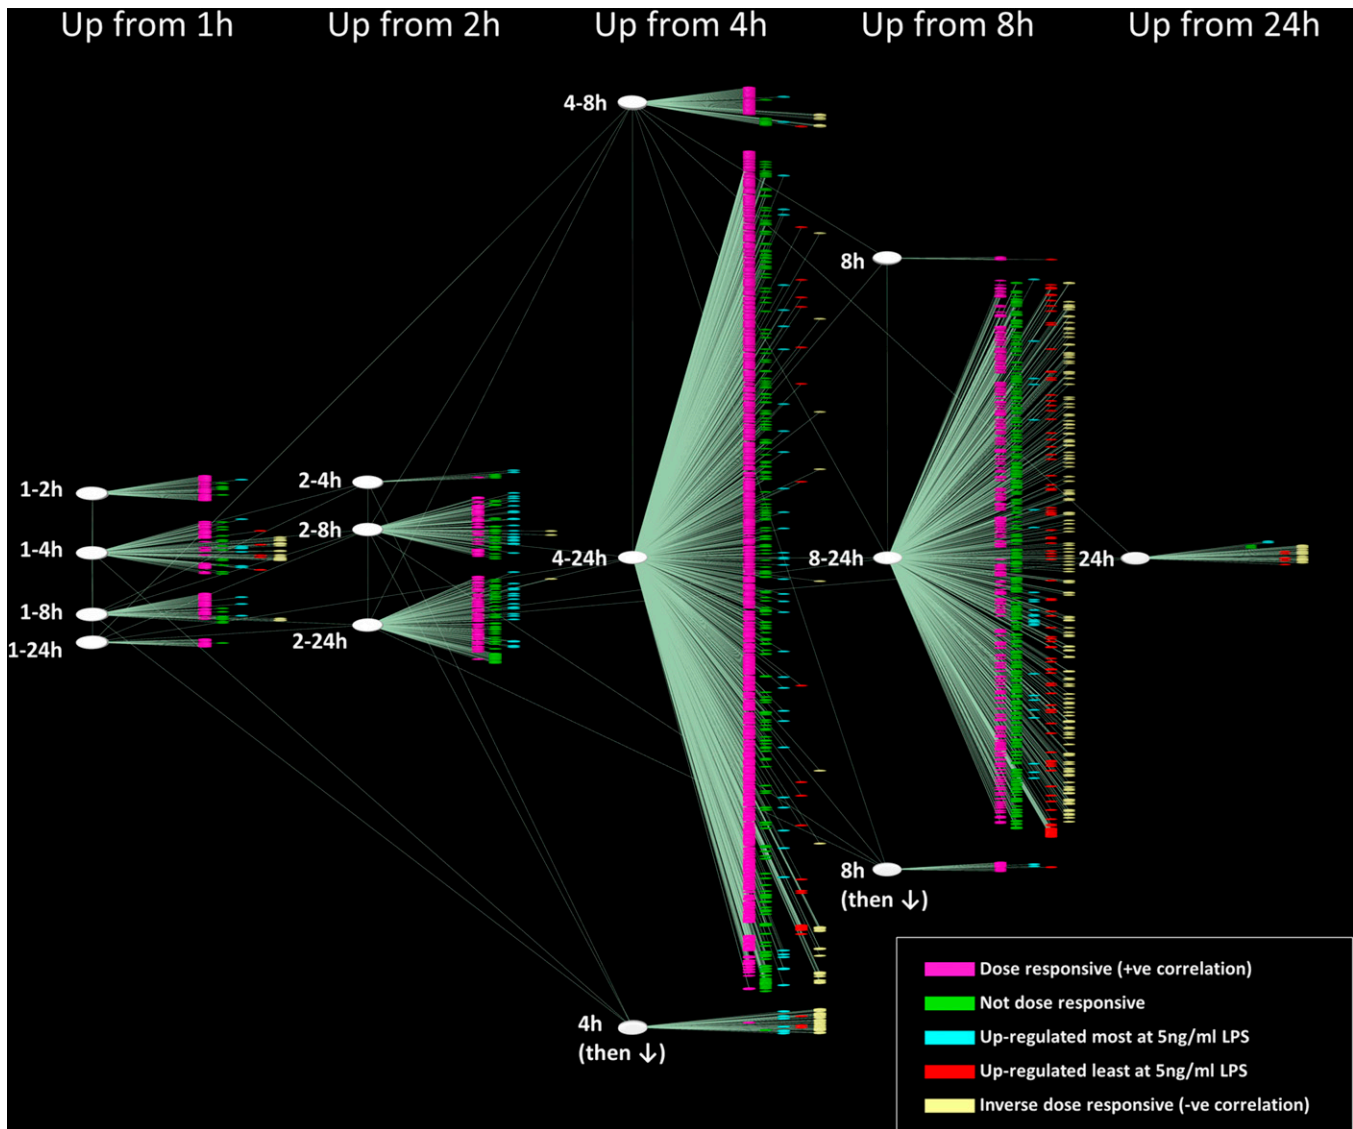 Up from 1h
Up from 2h
Up from 4h
Up from 8h
Up from 24h
4-8h
8h
1-2h
2-4h
1-4h
2-8h
4-24h
8-24h
24h
1-8h
1-24h
2-24h
8h
(then ↓)
4h
(then ↓)
Dose responsive (+ve correlation)
Not dose responsive
Up-regulated most at 5ng/ml LPS
Up-regulated least at 5ng/ml LPS
Inverse dose responsive (-ve correlation)